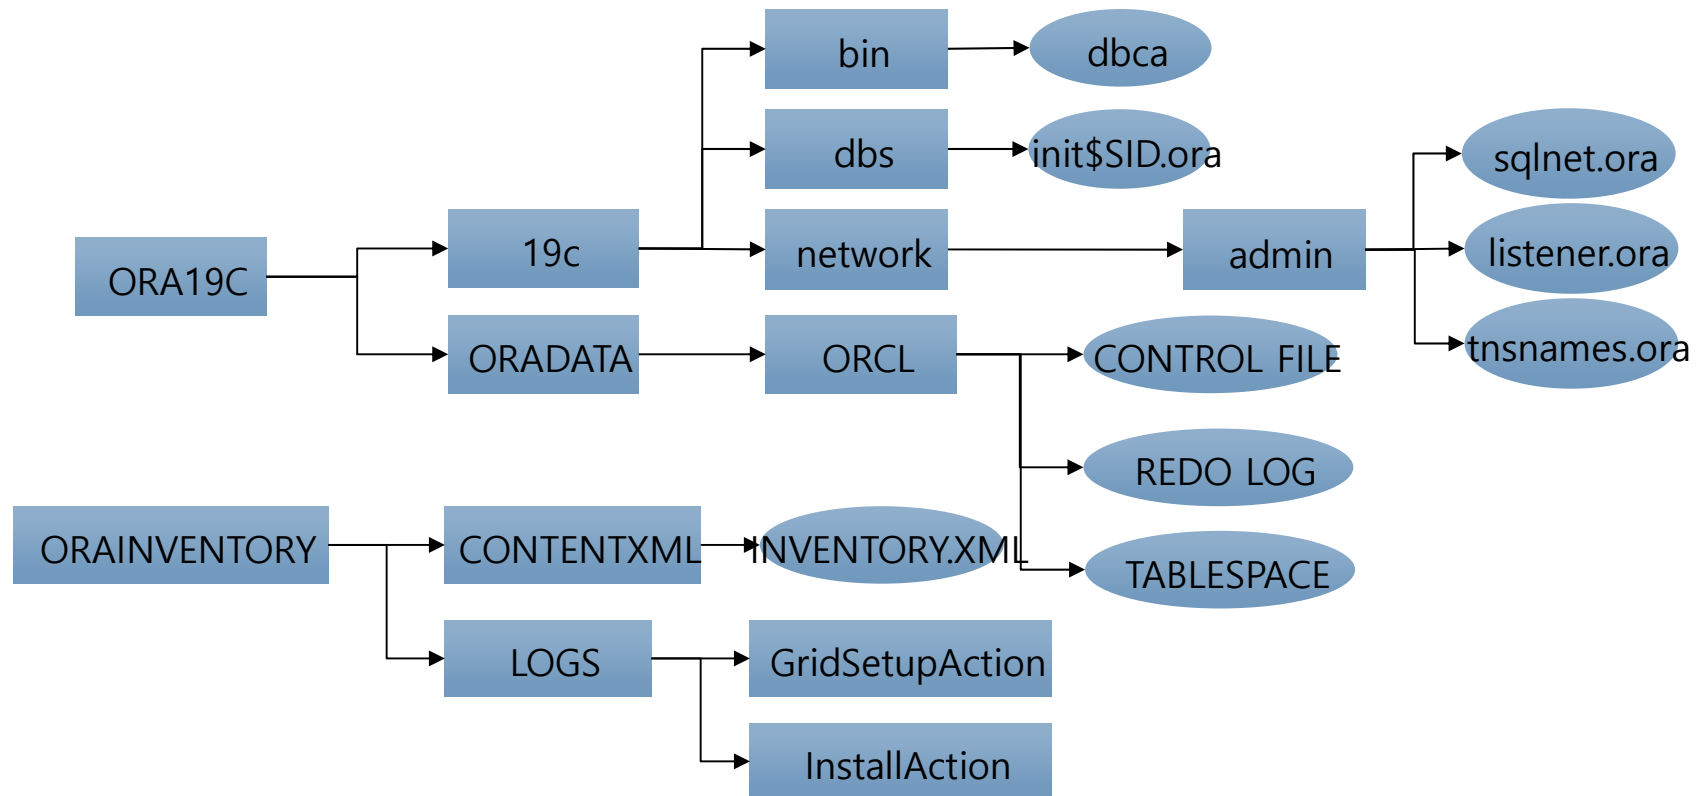 bin
dbca
dbs
init$SID.ora
sqlnet.ora
ORA19C
19c
network
admin
listener.ora
ORADATA
ORCL
CONTROL FILE
tnsnames.ora
REDO LOG
ORAINVENTORY
CONTENTXML
INVENTORY.XML
TABLESPACE
LOGS
GridSetupAction
InstallAction